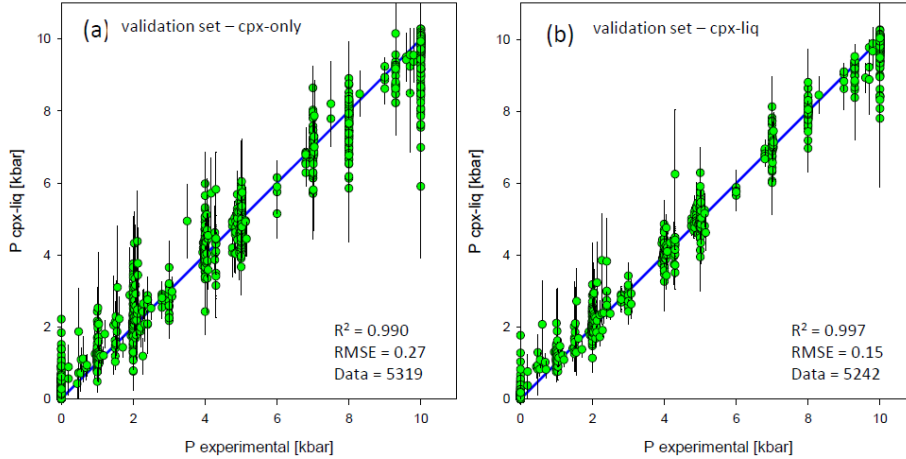 (a) validation set – cpx-only
P cpx-liq [kbar]
10
8
6
4
2
0
R² = 0.990
RMSE = 0.27
Data = 5319
0 2 4 6 8 10
P experimental [kbar]
(b) validation set – cpx-liq
P cpx-liq [kbar]
10
8
6
4
2
0
R² = 0.997
RMSE = 0.15
Data = 5242
0 2 4 6 8 10
P experimental [kbar]